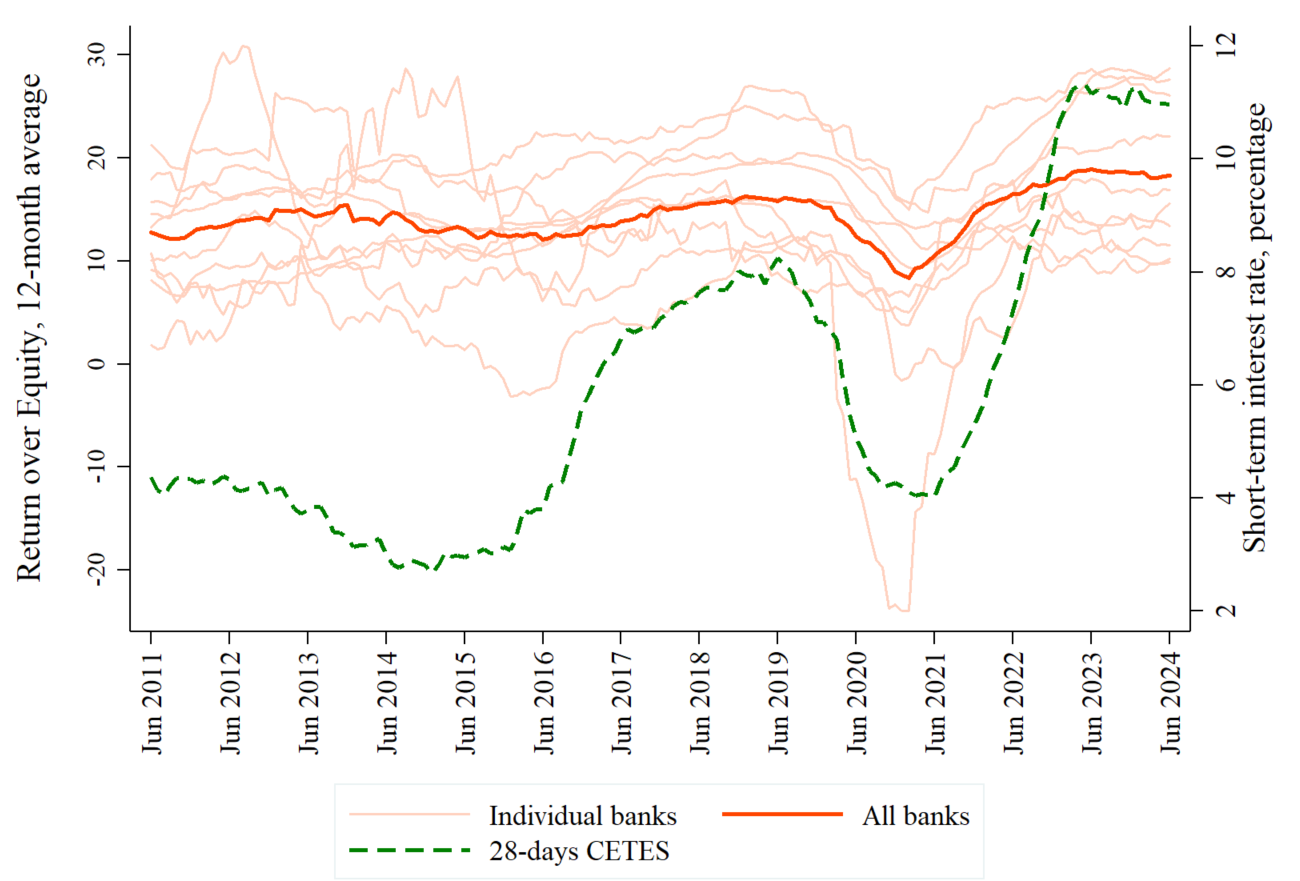 Return over Equity, 12-month average
30
20
10
0
-10
-20
12
10
8
6
4
2
Short-term interest rate, percentage
Jun 2011
Jun 2012
Jun 2013
Jun 2014
Jun 2015
Jun 2016
Jun 2017
Jun 2018
Jun 2019
Jun 2020
Jun 2021
Jun 2022
Jun 2023
Jun 2024
Individual banks
All banks
28-days CETES